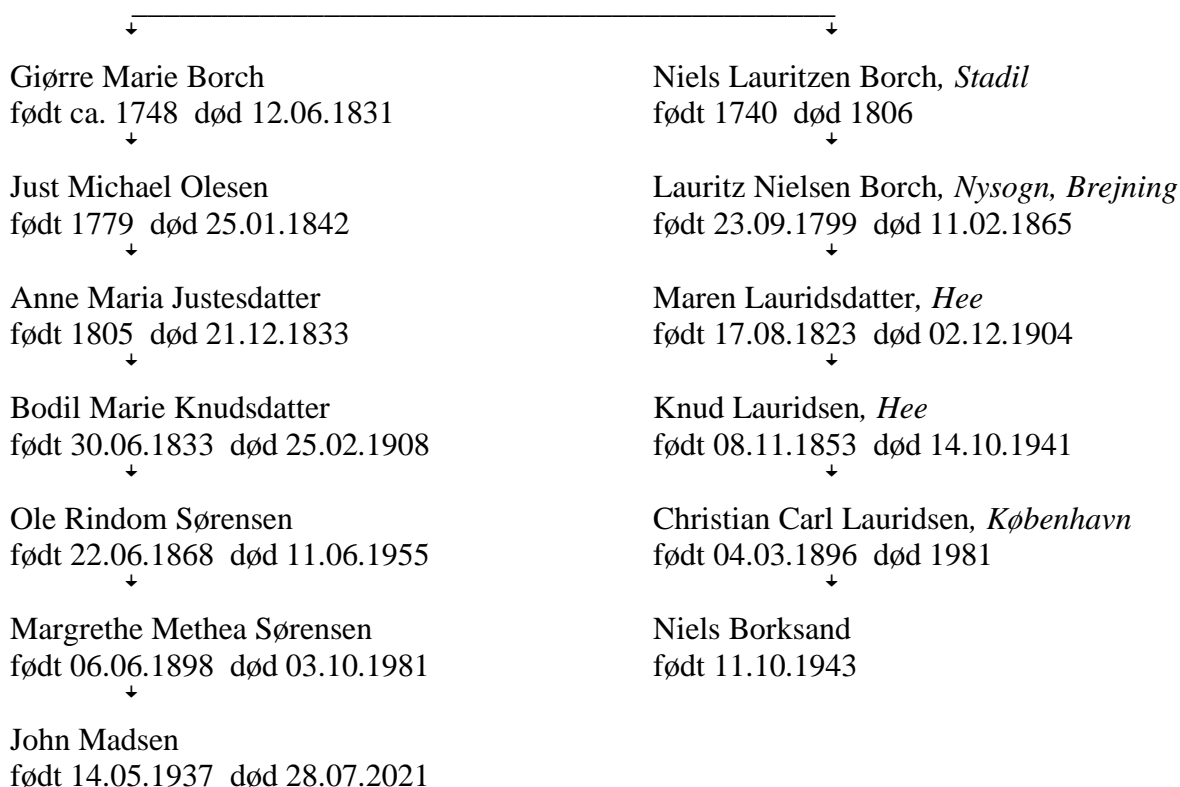 Giørre Marie Borch
født ca. 1748  død 12.06.1831
Just Michael Olesen
født 1779  død 25.01.1842
Anne Maria Justesdatter
født 1805  død 21.12.1833
Bodil Marie Knudsdatter
født 30.06.1833  død 25.02.1908
Ole Rindom Sørensen
født 22.06.1868  død 11.06.1955
Margrethe Methea Sørensen
født 06.06.1898  død 03.10.1981
John Madsen
født 14.05.1937  død 28.07.2021
Niels Lauritzen Borch, Stadil
født 1740  død 1806
Lauritz Nielsen Borch, Nysogn, Brejning
født 23.09.1799  død 11.02.1865
Maren Lauridsdatter, Hee
født 17.08.1823  død 02.12.1904
Knud Lauridsen, Hee
født 08.11.1853  død 14.10.1941
Christian Carl Lauridsen, København
født 04.03.1896  død 1981
Niels Borksand
født 11.10.1943